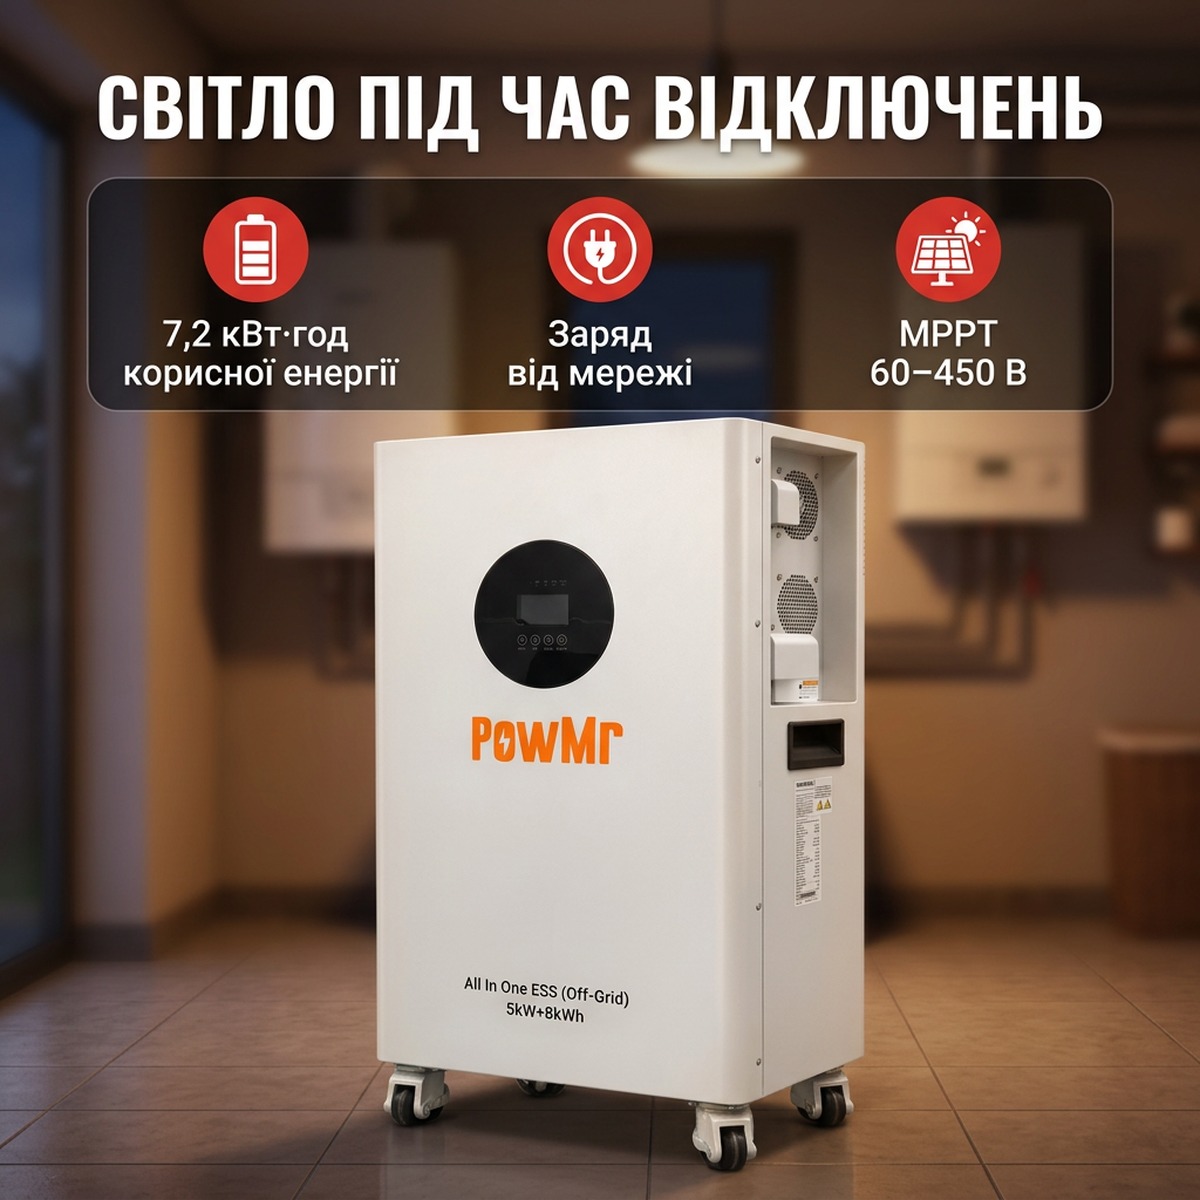 СВІТЛО ПІД ЧАС ВІДКЛЮЧЕНЬ
7,2 кВт·год
корисної енергії
Заряд
від мережі
MPPT
60–450 В
PowMr
All In One ESS (Off-Grid)
5kW+8kWh